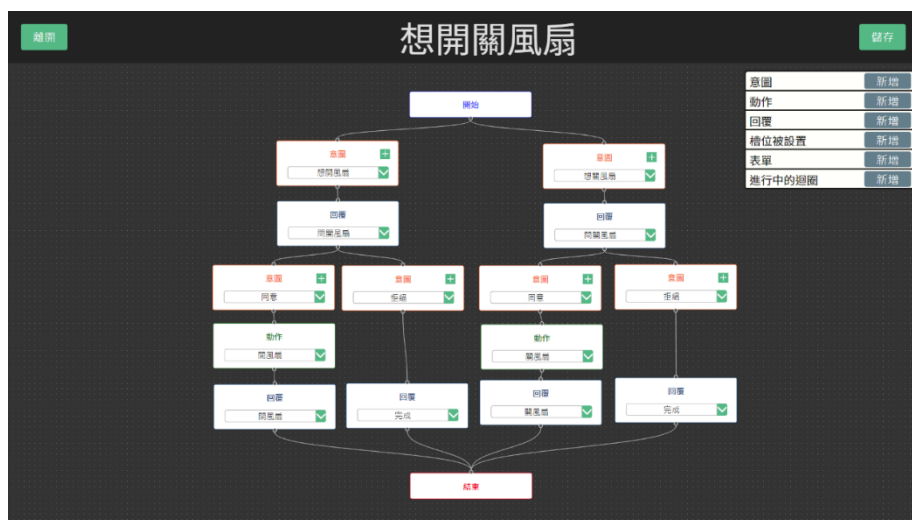 離開
想開關風扇
儲存
意圖 新增
動作 新增
回覆 新增
槽位被設置 新增
表單 新增
進行中的迴圈 新增
開始
意圖
想開風扇
意圖
想關風扇
回覆
問開風扇
回覆
問關風扇
意圖
同意
意圖
拒絕
意圖
同意
意圖
拒絕
動作
開風扇
動作
關風扇
回覆
開風扇
回覆
完成
回覆
關風扇
回覆
完成
結束